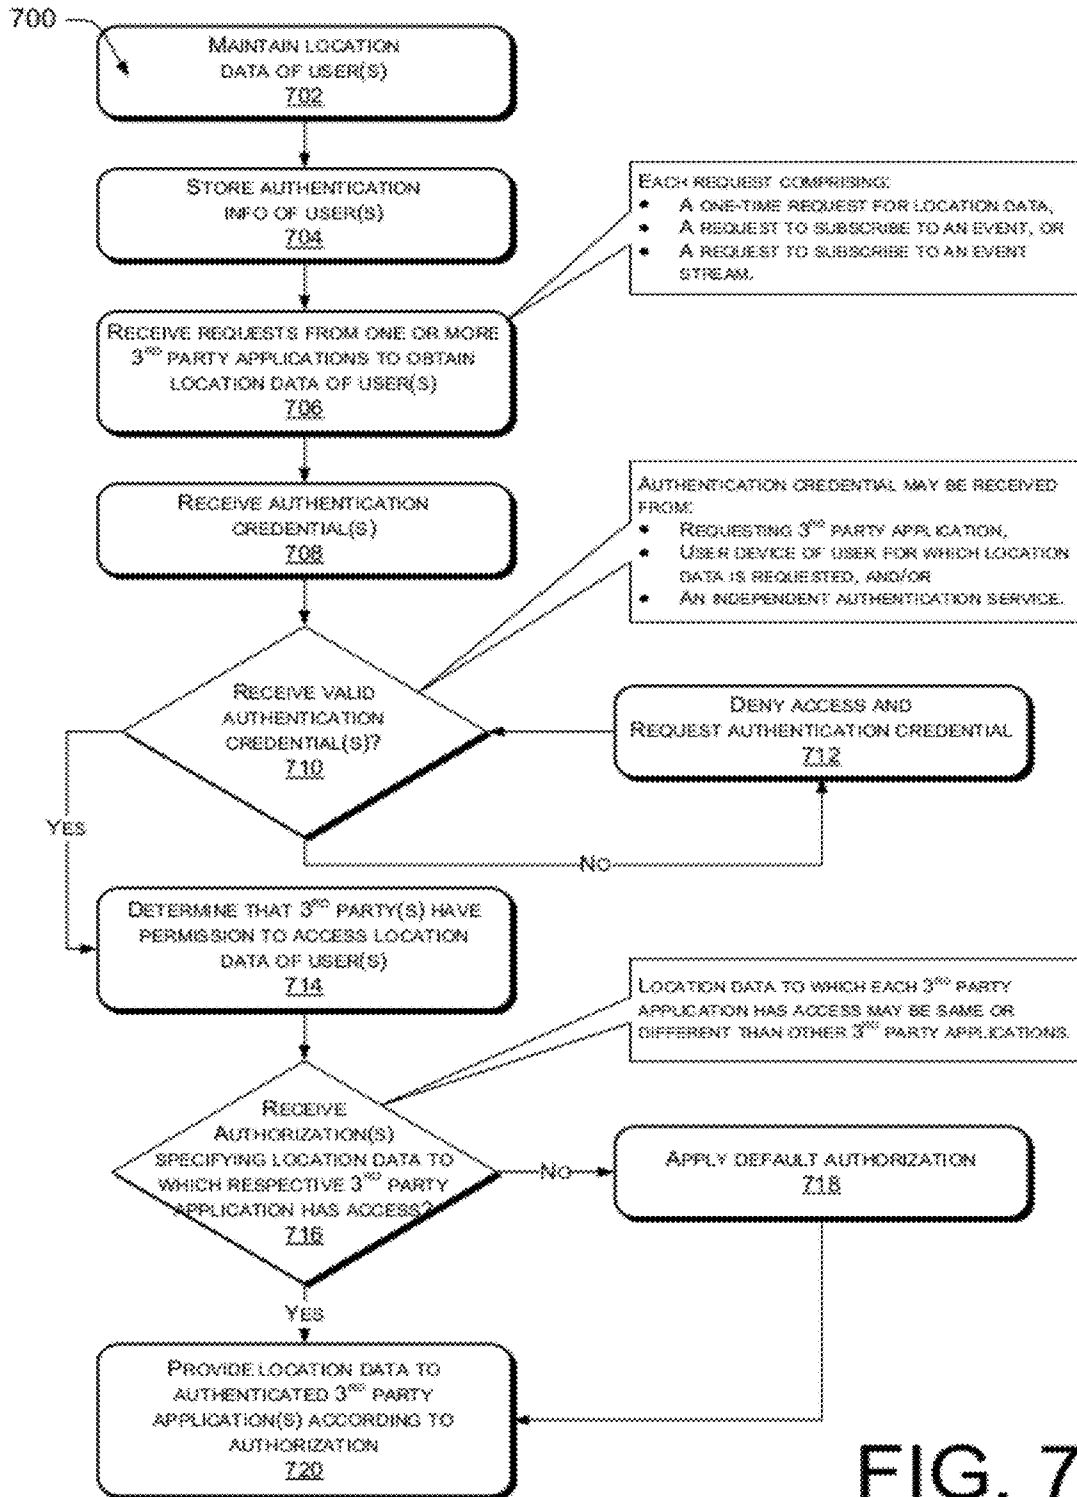 700
MAINTAIN LOCATION
DATA OF USER(S)
702
STORE AUTHENTICATION
INFO OF USER(S)
704
EACH REQUEST COMPRISING:
• A ONE-TIME REQUEST FOR LOCATION DATA,
• A REQUEST TO SUBSCRIBE TO AN EVENT, OR
• A REQUEST TO SUBSCRIBE TO AN EVENT
STREAM.
RECEIVE REQUESTS FROM ONE OR MORE
3RD PARTY APPLICATIONS TO OBTAIN
LOCATION DATA OF USER(S)
706
RECEIVE AUTHENTICATION
CREDENTIAL(S)
708
AUTHENTICATION CREDENTIAL MAY BE RECEIVED
FROM:
• REQUESTING 3RD PARTY APPLICATION,
• USER DEVICE OF USER FOR WHICH LOCATION
DATA IS REQUESTED, AND/OR
• AN INDEPENDENT AUTHENTICATION SERVICE.
RECEIVE VALID
AUTHENTICATION
CREDENTIAL(S)?
710
DENY ACCESS AND
REQUEST AUTHENTICATION CREDENTIAL
712
YES
NO
DETERMINE THAT 3RD PARTY(S) HAVE
PERMISSION TO ACCESS LOCATION
DATA OF USER(S)
714
LOCATION DATA TO WHICH EACH 3RD PARTY
APPLICATION HAS ACCESS MAY BE SAME OR
DIFFERENT THAN OTHER 3RD PARTY APPLICATIONS.
RECEIVE
AUTHORIZATION(S)
SPECIFYING LOCATION DATA TO
WHICH RESPECTIVE 3RD PARTY
APPLICATION HAS ACCESS?
716
NO
APPLY DEFAULT AUTHORIZATION
718
YES
PROVIDE LOCATION DATA TO
AUTHENTICATED 3RD PARTY
APPLICATION(S) ACCORDING TO
AUTHORIZATION
720
FIG. 7